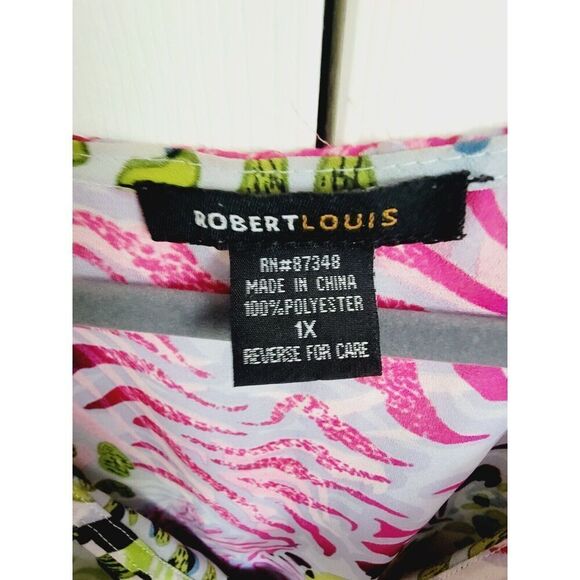 ROBERTLOUIS
RN#87348
MADE IN CHINA
100%POLYESTER
1X
REVERSE FOR CARE